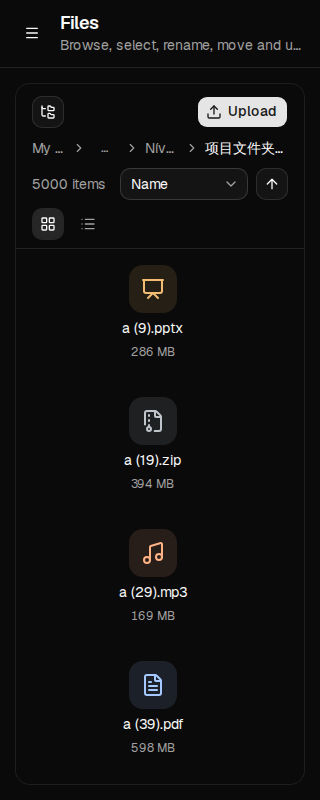 Files
Browse, select, rename, move and u...
Upload
My ... > ... > Nív... > 项目文件夹...
5000 items
Name
a (9).pptx
286 MB
a (19).zip
394 MB
a (29).mp3
169 MB
a (39).pdf
598 MB